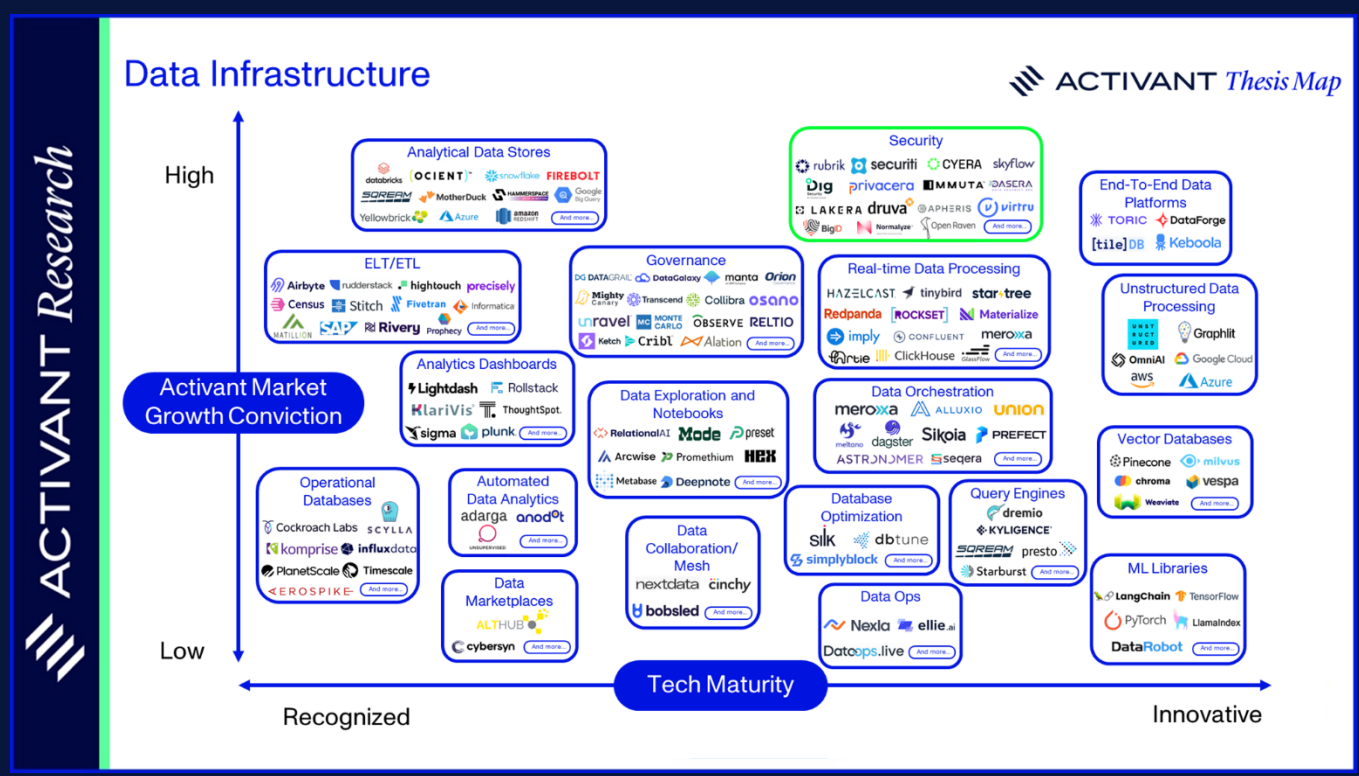 ACTIVANT Research
Data Infrastructure
ACTIVANT Thesis Map
High
Low
Activant Market
Growth Conviction
Tech Maturity
Recognized
Innovative
Analytical Data Stores
databricks
OCIENT
snowflake
FIREBOLT
SQREAM
MotherDuck
HAMMERSPACE
Google
Big Query
Yellowbrick
Azure
amazon
REDSHIFT
And more...
Security
rubrik
securiti
CYERA
skyflow
Dig
privacera
IMMUTA
DASERA
LAKERA
druva
APHERIS
virtru
BigID
Normalyze
Open Raven
And more...
End-To-End Data
Platforms
TORIC
DataForge
[tile]DB
Keboola
ELT/ETL
Airbyte
rudderstack
hightouch
precisely
Census
Stitch
Fivetran
Informatica
MATILLION
SAP
Rivery
Prophecy
And more...
Governance
DG DATAGRAIL
DataGalaxy
manta
Orion
Mighty
Canary
Transcend
Collibra
osano
unravel
MC MONTE
CARLO
OBSERVE
RELTIO
Ketch
Cribl
Alation
And more...
Real-time Data Processing
HAZELCAST
tinybird
startree
Redpanda
[ROCKSET]
Materialize
imply
CONFLUENT
meroxa
Artie
ClickHouse
GlassFlow
And more...
Unstructured Data
Processing
UNST
RUCT
URED
Graphlit
OmniAI
Google Cloud
aws
Azure
Analytics Dashboards
Lightdash
Rollstack
KlariVis
T.
ThoughtSpot.
sigma
plunk.
And more...
Data Exploration and
Notebooks
RelationalAI
Mode
preset
Arcwise
Promethium
HEX
Metabase
Deepnote
And more...
Data Orchestration
meroxa
ALLUXIO
UNION
meltano
dagster
Sikoia
PREFECT
ASTRONOMER
seqera
And more...
Vector Databases
Pinecone
milvus
chroma
vespa
Weaviate
And more...
Operational
Databases
Cockroach Labs
SCYLLA
komprise
influxdata
PlanetScale
Timescale
AEROSPIKE
And more...
Automated
Data Analytics
adarga
anodot
UNSUPERVISED
And more...
Data
Collaboration/
Mesh
nextdata
cinchy
bobsled
And more...
Database
Optimization
silk
dbtune
simplyblock
And more...
Query Engines
dremio
KYLIGENCE
SQREAM
presto
Starburst
And more...
Data
Marketplaces
ALTHUB
cybersyn
And more...
Data Ops
Nexla
ellie.ai
Dataops.live
And more...
ML Libraries
LangChain
TensorFlow
PyTorch
LlamaIndex
DataRobot
And more...